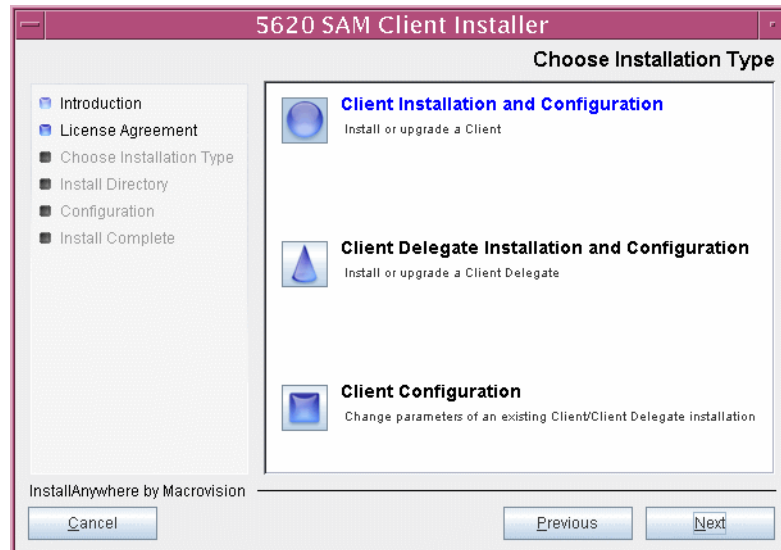 5620 SAM Client Installer
Choose Installation Type
Introduction
License Agreement
Choose Installation Type
Install Directory
Configuration
Install Complete
Client Installation and Configuration
Install or upgrade a Client
Client Delegate Installation and Configuration
Install or upgrade a Client Delegate
Client Configuration
Change parameters of an existing Client/Client Delegate installation
InstallAnywhere by Macrovision
Cancel
Previous
Next